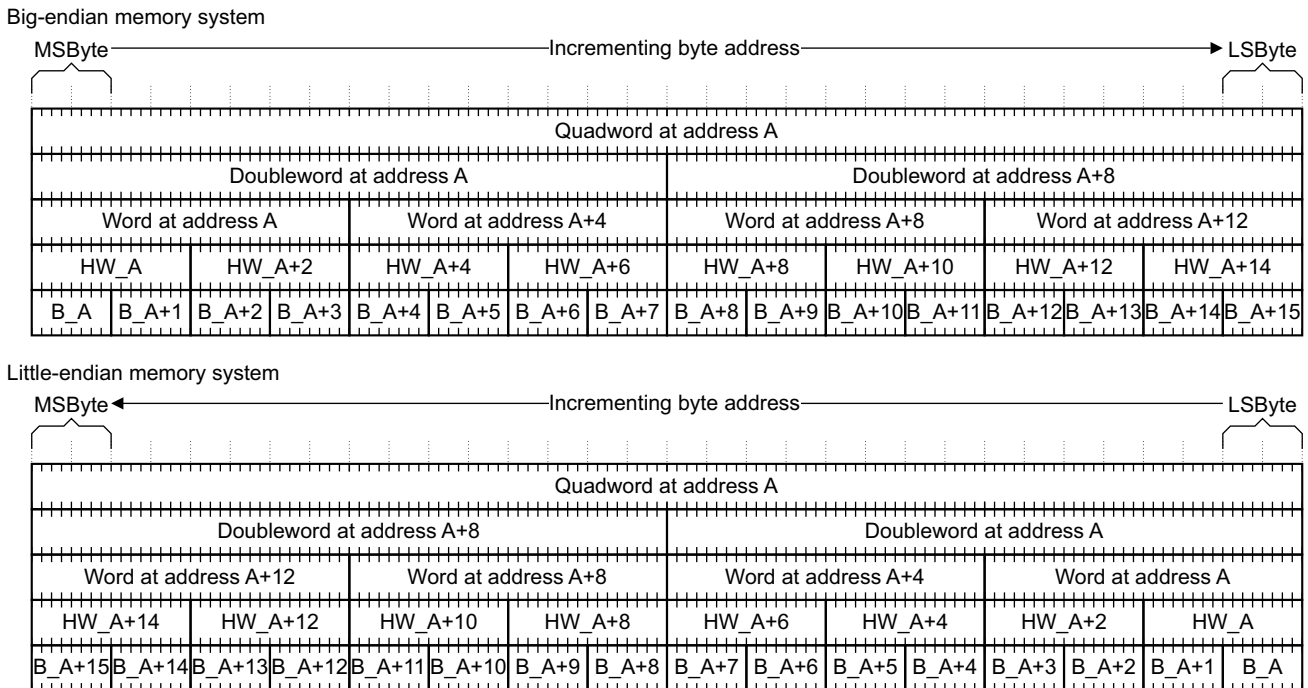 Big-endian memory system
MSByte Incrementing byte address LSByte
Quadword at address A
Doubleword at address A Doubleword at address A+8
Word at address A Word at address A+4 Word at address A+8 Word at address A+12
HW_A HW_A+2 HW_A+4 HW_A+6 HW_A+8 HW_A+10 HW_A+12 HW_A+14
B_A B_A+1 B_A+2 B_A+3 B_A+4 B_A+5 B_A+6 B_A+7 B_A+8 B_A+9 B_A+10 B_A+11 B_A+12 B_A+13 B_A+14 B_A+15
Little-endian memory system
MSByte Incrementing byte address LSByte
Quadword at address A
Doubleword at address A+8 Doubleword at address A
Word at address A+12 Word at address A+8 Word at address A+4 Word at address A
HW_A+14 HW_A+12 HW_A+10 HW_A+8 HW_A+6 HW_A+4 HW_A+2 HW_A
B_A+15 B_A+14 B_A+13 B_A+12 B_A+11 B_A+10 B_A+9 B_A+8 B_A+7 B_A+6 B_A+5 B_A+4 B_A+3 B_A+2 B_A+1 B_A